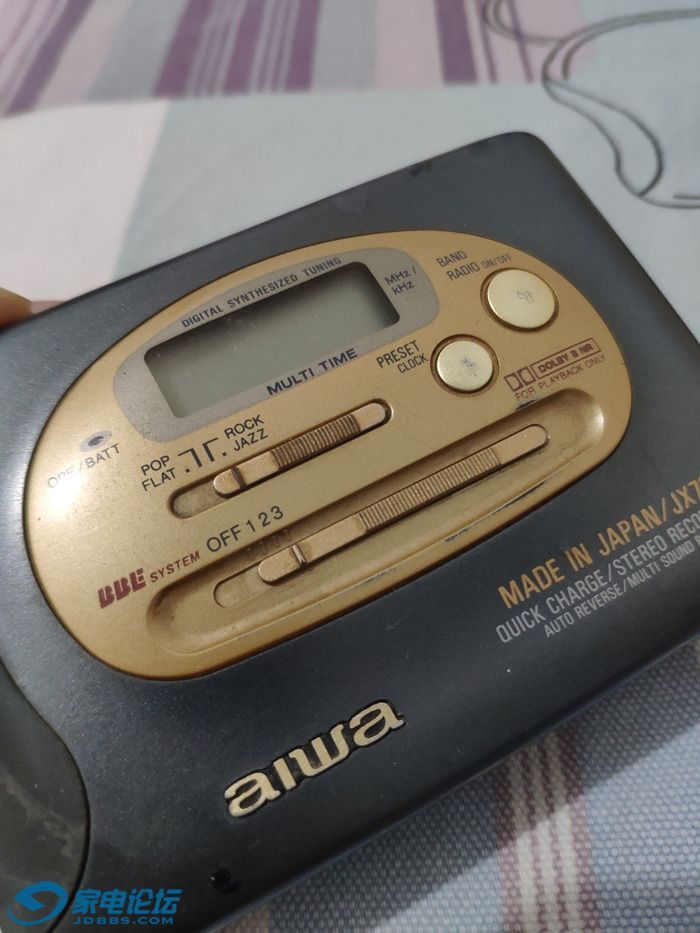 DIGITAL SYNTHESIZED TUNING
MHz/
kHz
BAND
RADIO ON/OFF
MULTI TIME
PRESET
CLOCK
DOLBY B NR
FOR PLAYBACK ONLY
OPE/BATT
POP ROCK
FLAT JAZZ
BBE SYSTEM
OFF 1 2 3
MADE IN JAPAN/JX7
QUICK CHARGE/STEREO
AUTO REVERSE/MULTI SOUND
aiwa
家电论坛
JDBBS.COM